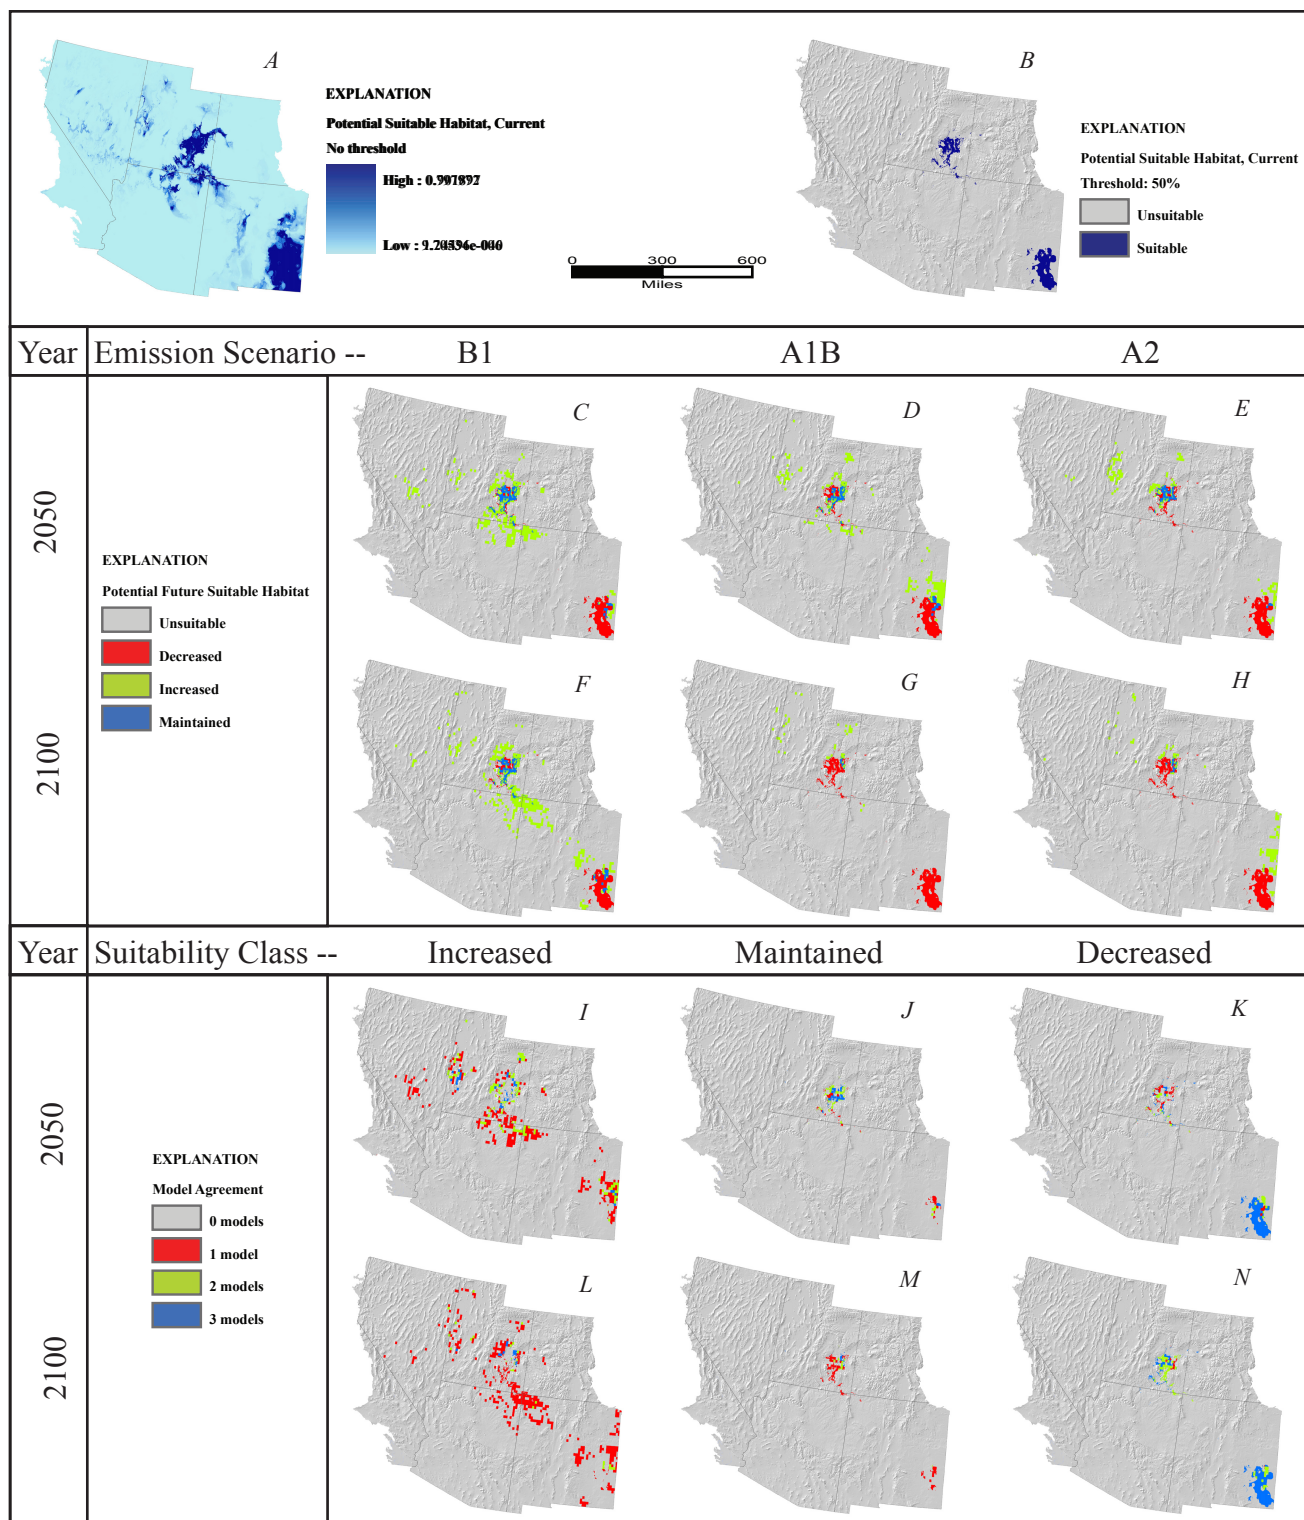 A
EXPLANATION
Potential Suitable Habitat, Current
No threshold
High :
Low :
0 300 600
Miles
B
EXPLANATION
Potential Suitable Habitat, Current
Threshold: 50%
Unsuitable
Suitable
Year Emission Scenario -- B1 A1B A2
2050
2100
EXPLANATION
Potential Future Suitable Habitat
Unsuitable
Decreased
Increased
Maintained
C
D
E
F
G
H
Year Suitability Class -- Increased Maintained Decreased
2050
2100
EXPLANATION
Model Agreement
0 models
1 model
2 models
3 models
I
J
K
L
M
N